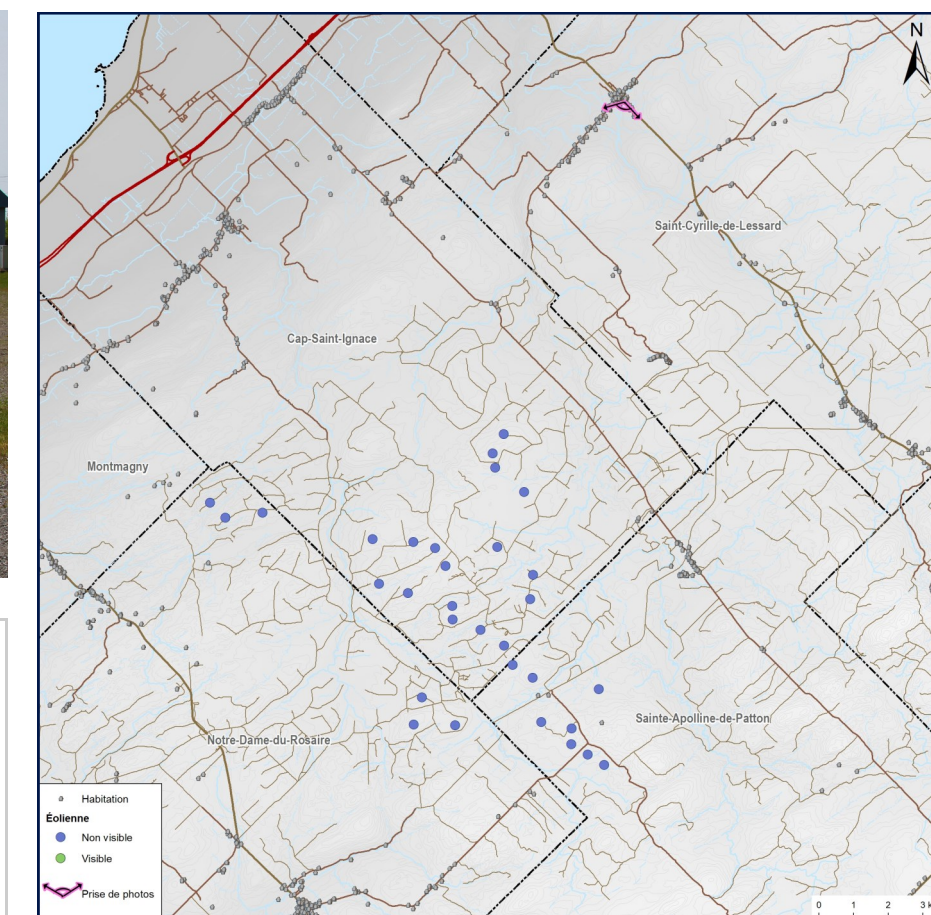 N
Saint-Cyrille-de-Lessard
Cap-Saint-Ignace
Montmagny
Sainte-Apolline-de-Patton
Notre-Dame-du-Rosaire
Habitation
Éolienne
Non visible
Visible
Prise de photos
0 1 2 3 k